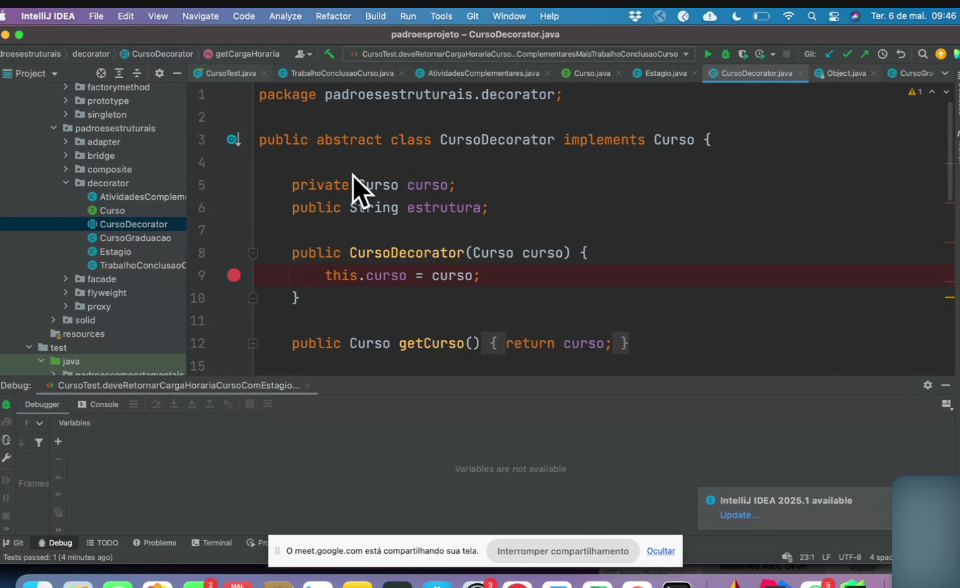 IntelliJ IDEA File Edit View Navigate Code Analyze Refactor Build Run Tools Git Window Help Ter. 6 de mai. 09:46
padroesprojeto – CursoDecorator.java
droesestruturais decorator CursoDecorator getCargaHoraria CursoTest.deveRetornarCargaHorariaCurso...ComplementaresMaisTrabalhoConclusaoCurso Git:
Project CursoTest.java TrabalhoConclusaoCurso.java AtividadesComplementares.java Curso.java Estagio.java CursoDecorator.java Object.java CursoGra
factorymethod
prototype
singleton
padroesestruturais
adapter
bridge
composite
decorator
AtividadesComplem
Curso
CursoDecorator
CursoGraduacao
Estagio
TrabalhoConclusaoC
facade
flyweight
proxy
solid
resources
test
java
padroescomportamentais
1 package padroesestruturais.decorator;
1
2
3 public abstract class CursoDecorator implements Curso {
4
5 private Curso curso;
6 public String estrutura;
7
8 public CursoDecorator(Curso curso) {
9 this.curso = curso;
10 }
11
12 public Curso getCurso() { return curso; }
15
Debug: CursoTest.deveRetornarCargaHorariaCursoComEstagio...
Debugger Console
F Variables
Variables are not available
Frames
IntelliJ IDEA 2025.1 available
Update...
Git Debug TODO Problems Terminal
O meet.google.com está compartilhando sua tela. Interromper compartilhamento Ocultar
Tests passed: 1 (4 minutes ago) 23:1 LF UTF-8 4 spac
2 3 5